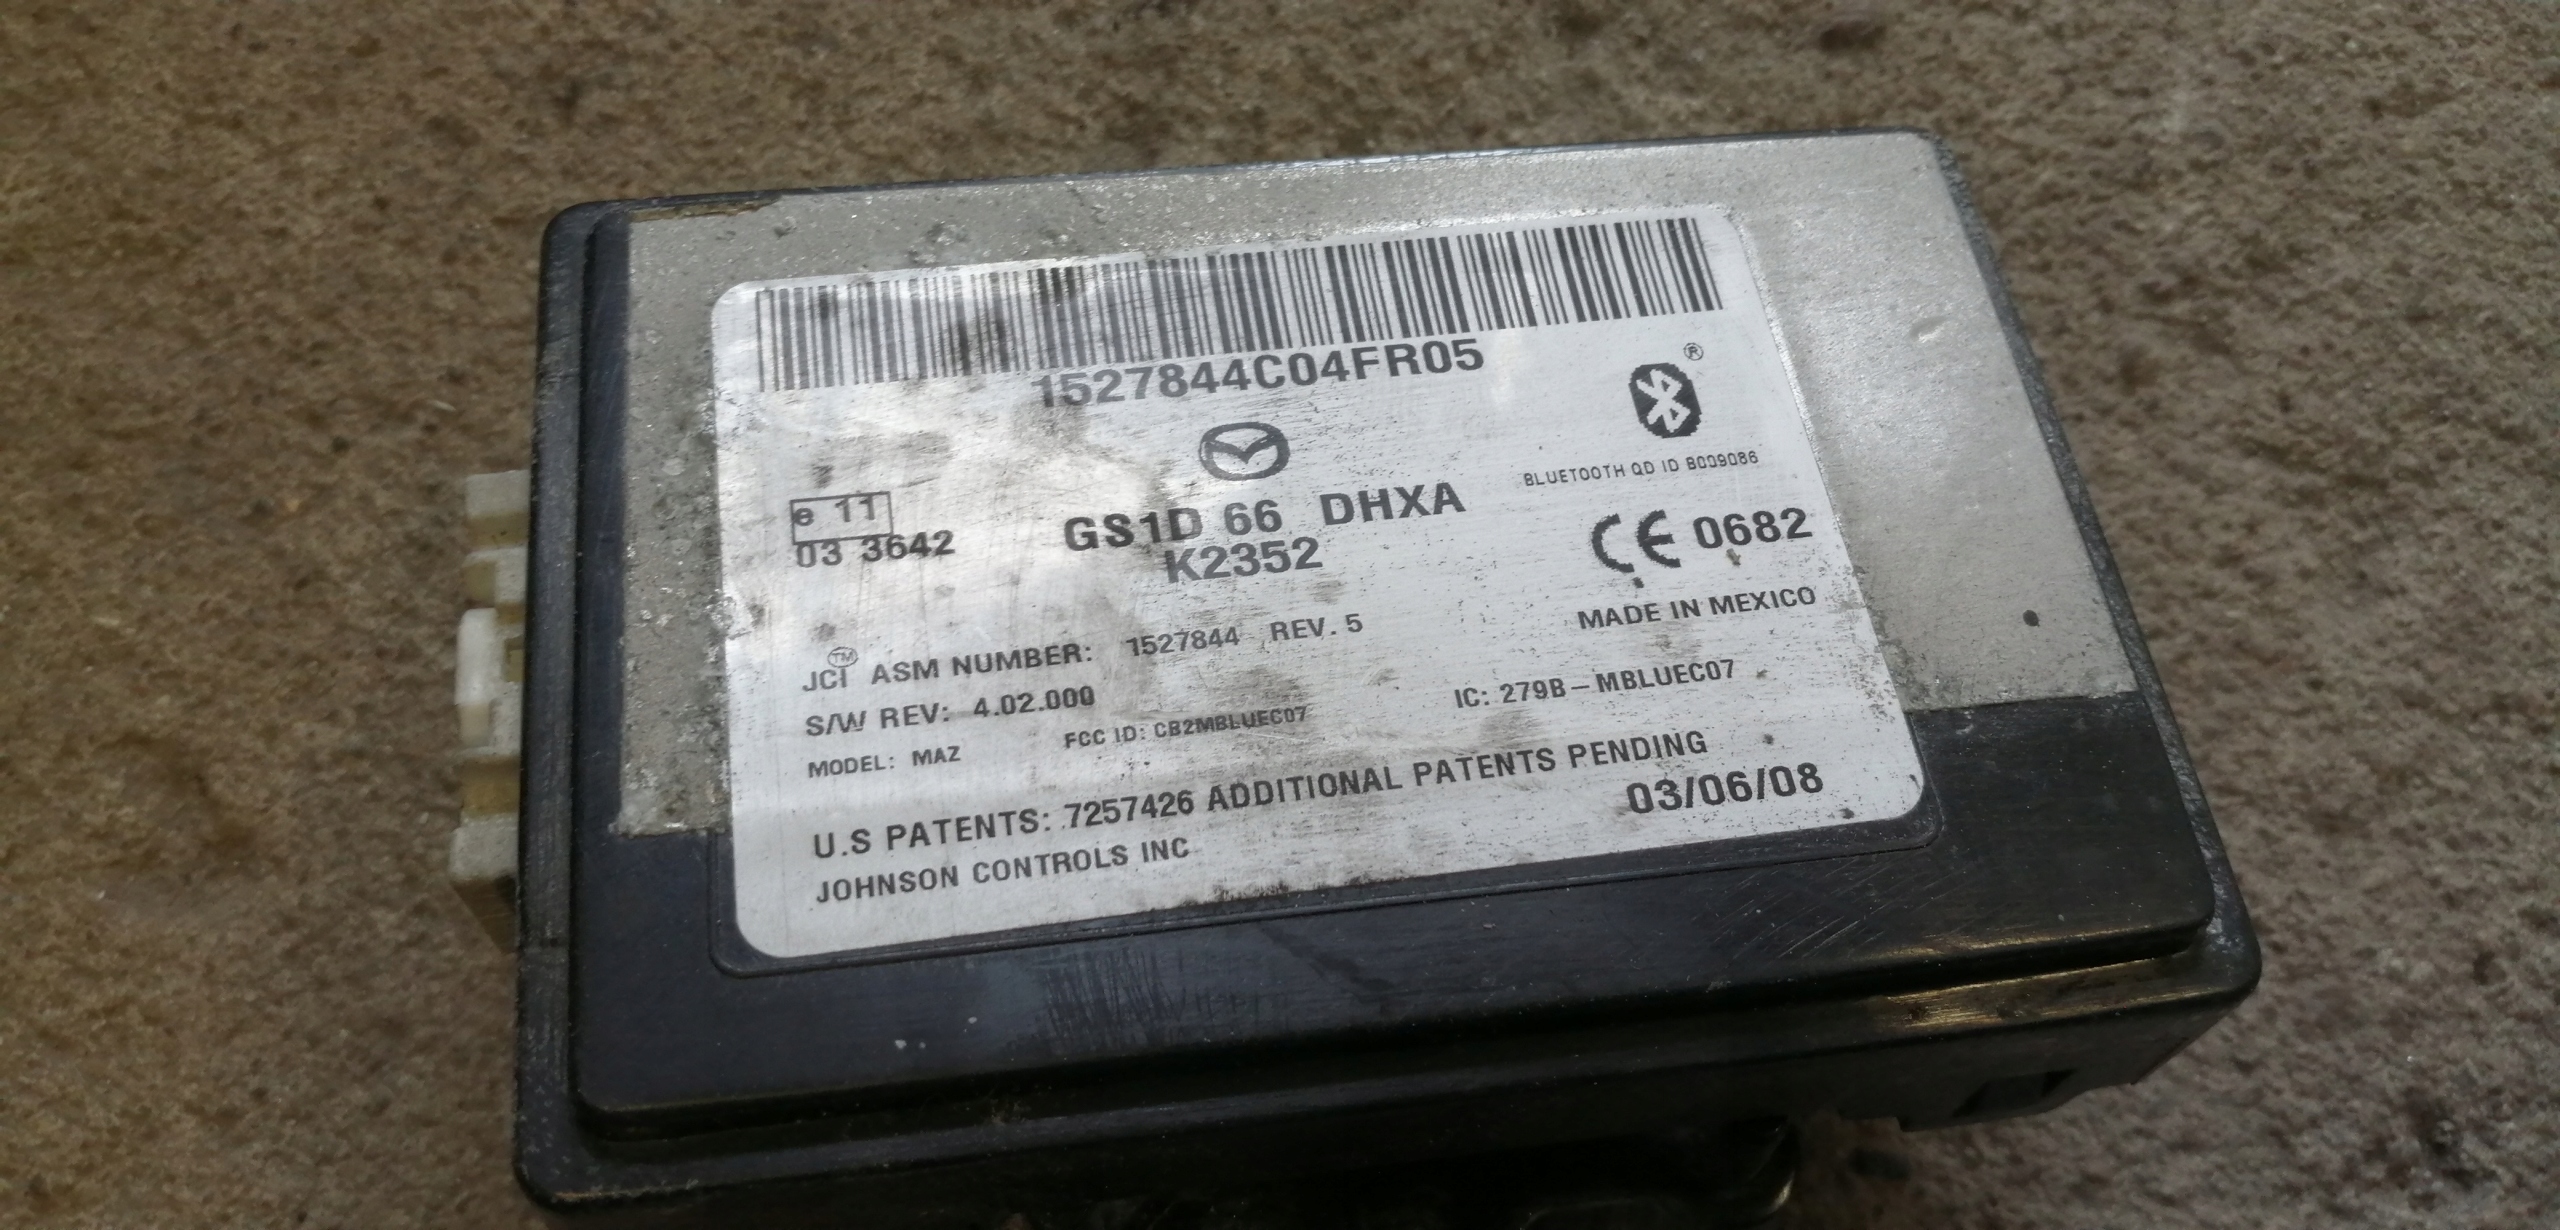 1527844C04FR05
®
BLUETOOTH QD ID B009086
e 11
03 3642
GS1D 66 DHXA
K2352
CE 0682
MADE IN MEXICO
JCI™ ASM NUMBER: 1527844 REV. 5
S/W REV: 4.02.000
IC: 279B-MBLUEC07
MODEL: MAZ
FCC ID: CB2MBLUEC07
U.S PATENTS: 7257426 ADDITIONAL PATENTS PENDING
03/06/08
JOHNSON CONTROLS INC